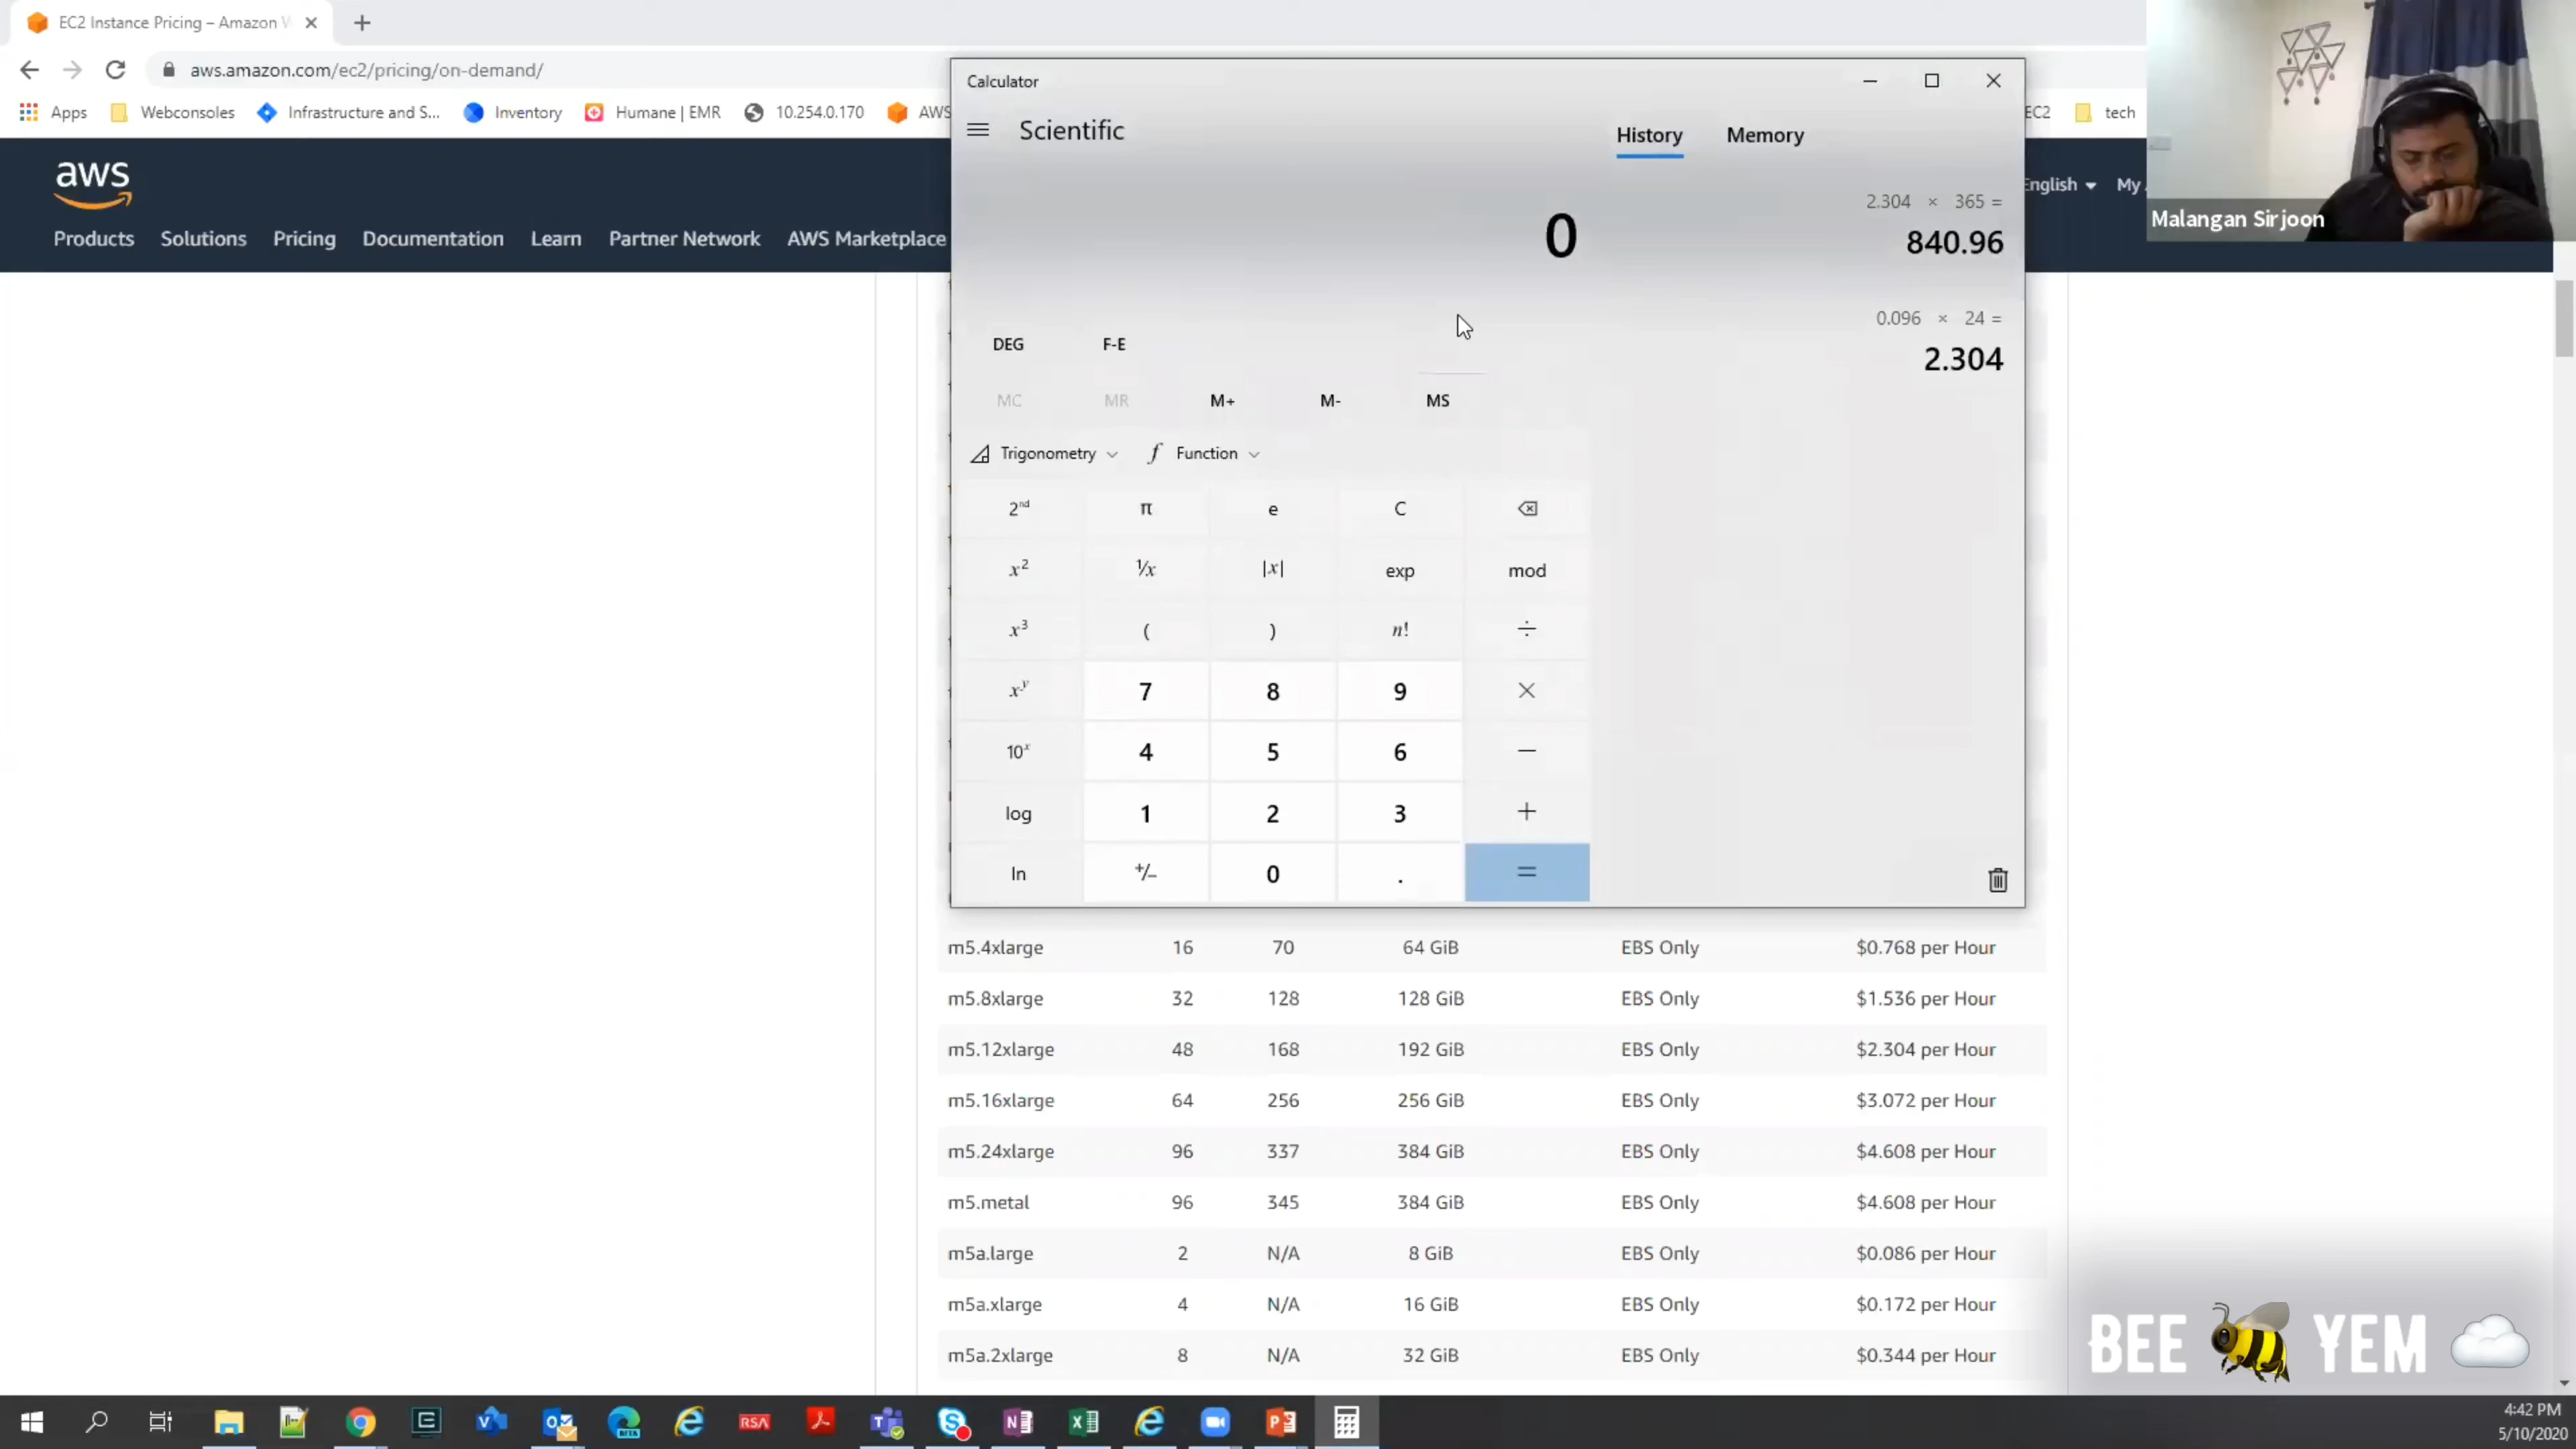 EC2 Instance Pricing – Amazon W
aws.amazon.com/ec2/pricing/on-demand/
Apps Webconsoles Infrastructure and S... Inventory Humane | EMR 10.254.0.170 AWS EC2 tech
aws
English My
Products Solutions Pricing Documentation Learn Partner Network AWS Marketplace
Malangan Sirjoon
Calculator
Scientific
History Memory
0
2.304 × 365 =
840.96
0.096 × 24 =
2.304
DEG F-E
MC MR M+ M- MS
Trigonometry f Function
2nd π e C
x2 1/x |x| exp mod
x3 ( ) n! ÷
xy 7 8 9 ×
10x 4 5 6 −
log 1 2 3 +
ln +/− 0 . =
m5.4xlarge 16 70 64 GiB EBS Only $0.768 per Hour
m5.8xlarge 32 128 128 GiB EBS Only $1.536 per Hour
m5.12xlarge 48 168 192 GiB EBS Only $2.304 per Hour
m5.16xlarge 64 256 256 GiB EBS Only $3.072 per Hour
m5.24xlarge 96 337 384 GiB EBS Only $4.608 per Hour
m5.metal 96 345 384 GiB EBS Only $4.608 per Hour
m5a.large 2 N/A 8 GiB EBS Only $0.086 per Hour
m5a.xlarge 4 N/A 16 GiB EBS Only $0.172 per Hour
m5a.2xlarge 8 N/A 32 GiB EBS Only $0.344 per Hour
BEE YEM
RSA
4:42 PM
5/10/2020